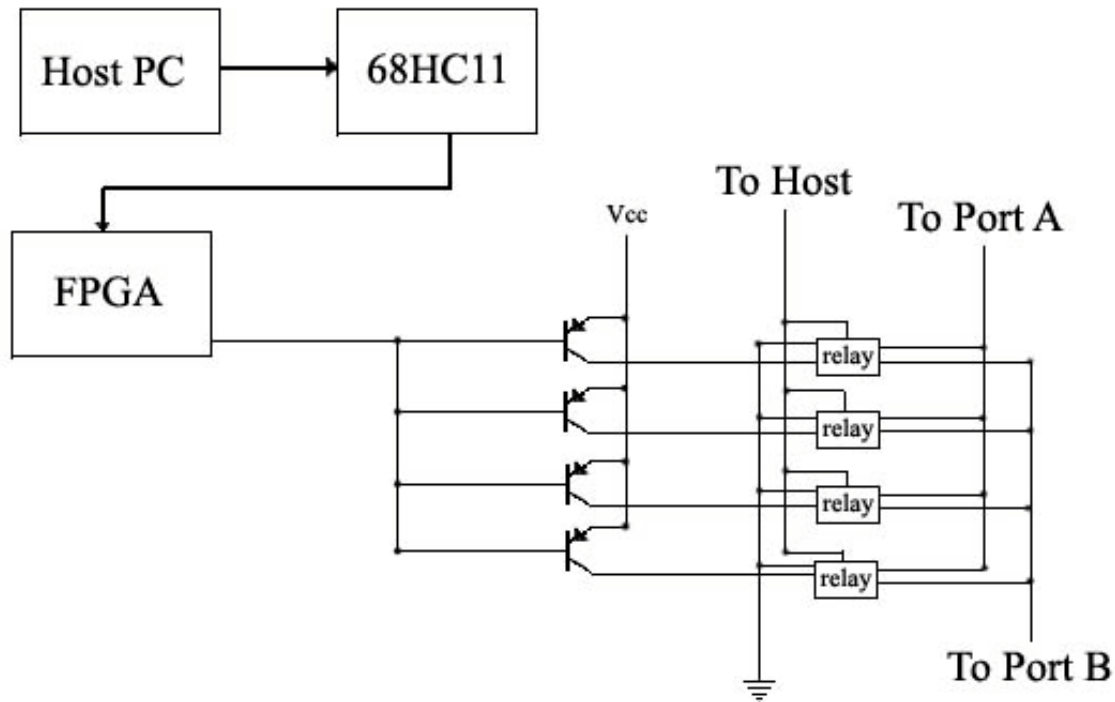 Host PC
68HC11
To Host
To Port A
Vcc
FPGA
relay
relay
relay
relay
To Port B